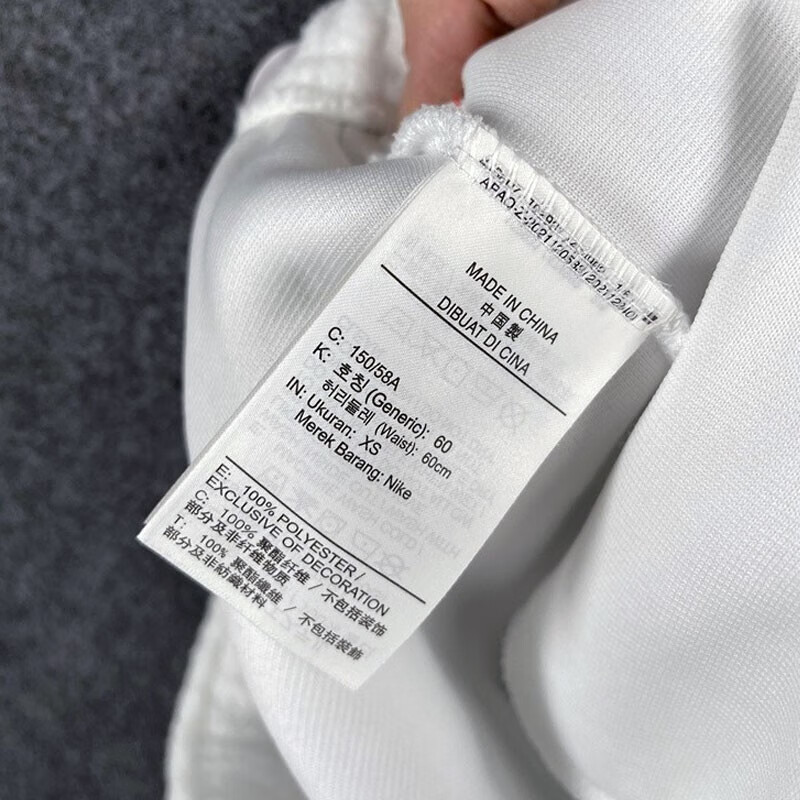 MADE IN CHINA
中国製
DIBUAT DI CINA
C: 150/58A
K: 호칭 (Generic): 60
허리둘레 (Waist): 60cm
IN: Ukuran: XS
Merek Barang: Nike
E: 100% POLYESTER /
EXCLUSIVE OF DECORATION
C: 100% 聚酯纤维 / 不包括装饰
部分及非纤维物质
T: 100% 聚酯纖維 / 不包括裝飾
部分及非紡織材料